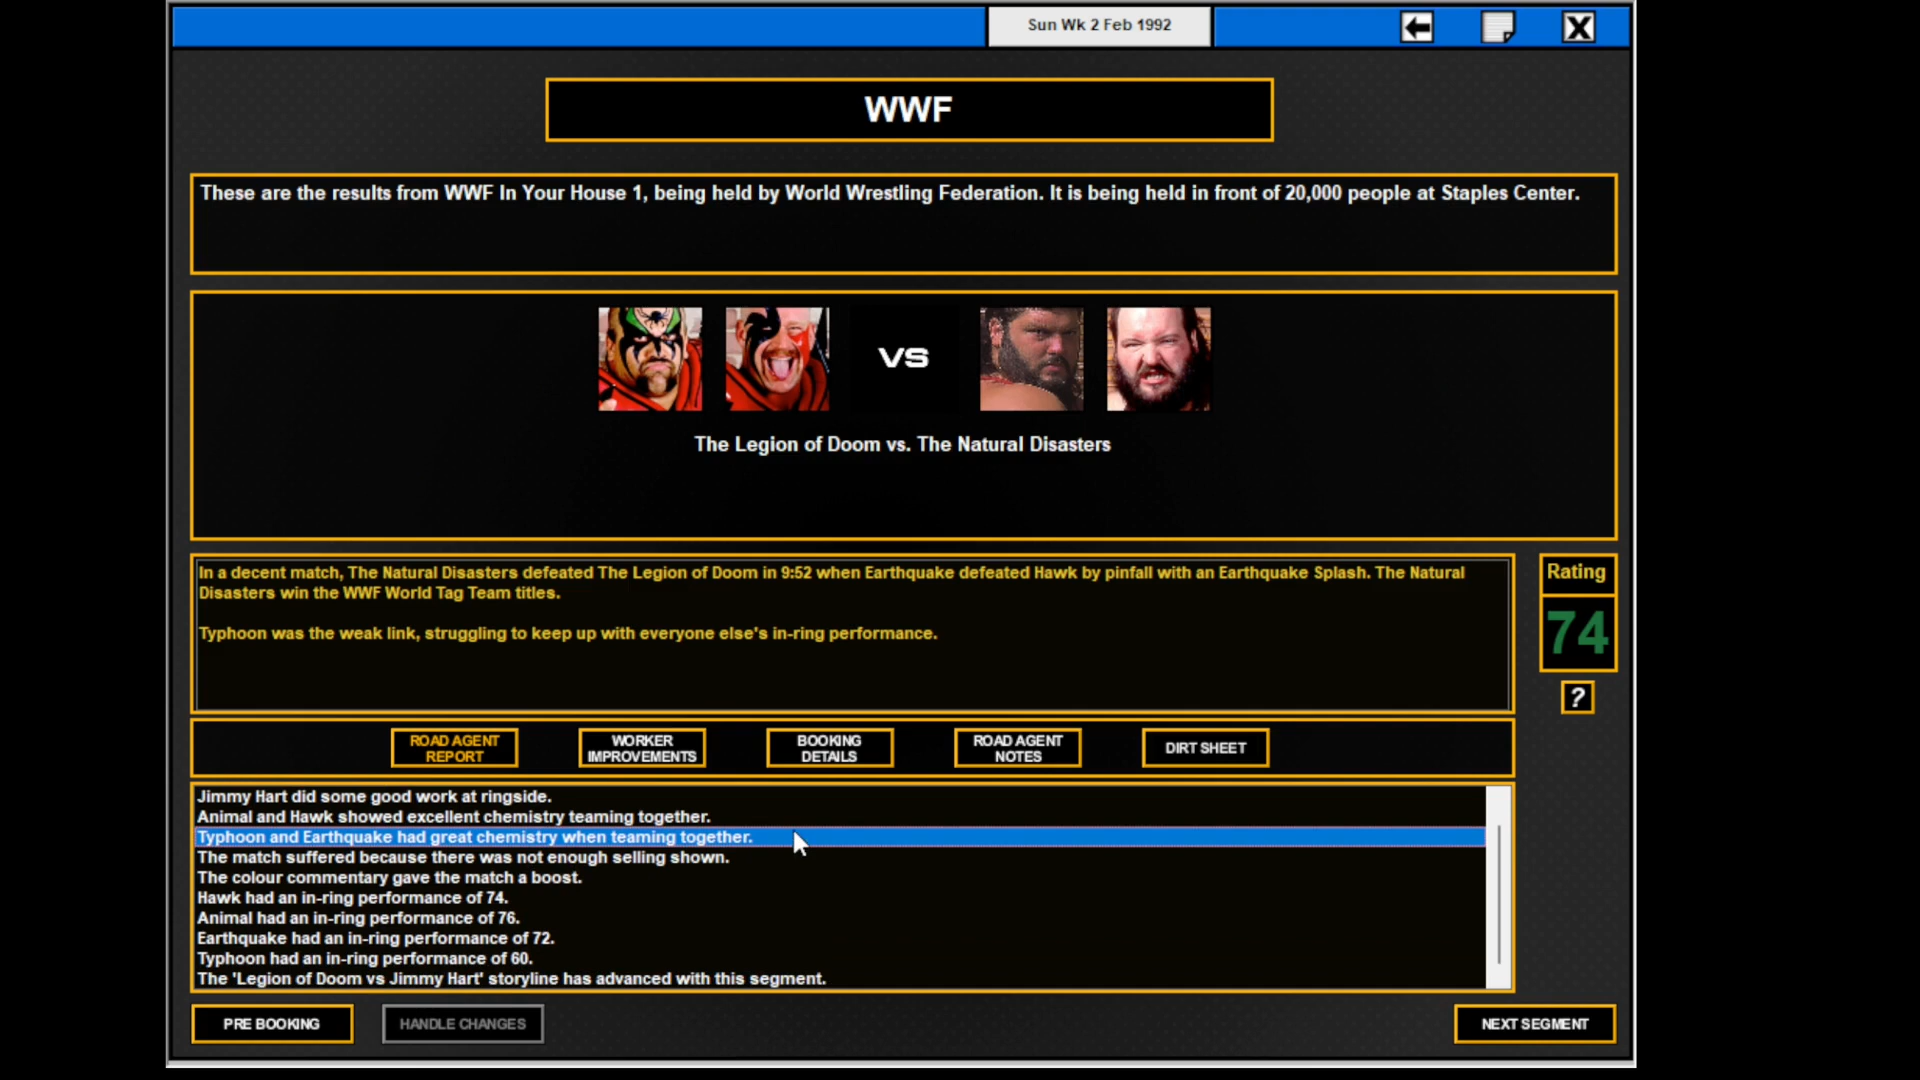 Sun Wk 2 Feb 1992
WWF
These are the results from WWF In Your House 1, being held by World Wrestling Federation. It is being held in front of 20,000 people at Staples Center.
VS
The Legion of Doom vs. The Natural Disasters
In a decent match, The Natural Disasters defeated The Legion of Doom in 9:52 when Earthquake defeated Hawk by pinfall with an Earthquake Splash. The Natural
Disasters win the WWF World Tag Team titles.
Typhoon was the weak link, struggling to keep up with everyone else's in-ring performance.
Rating
74
?
ROAD AGENT
REPORT
WORKER
IMPROVEMENTS
BOOKING
DETAILS
ROAD AGENT
NOTES
DIRT SHEET
Jimmy Hart did some good work at ringside.
Animal and Hawk showed excellent chemistry teaming together.
Typhoon and Earthquake had great chemistry when teaming together.
The match suffered because there was not enough selling shown.
The colour commentary gave the match a boost.
Hawk had an in-ring performance of 74.
Animal had an in-ring performance of 76.
Earthquake had an in-ring performance of 72.
Typhoon had an in-ring performance of 60.
The 'Legion of Doom vs Jimmy Hart' storyline has advanced with this segment.
PRE BOOKING
HANDLE CHANGES
NEXT SEGMENT